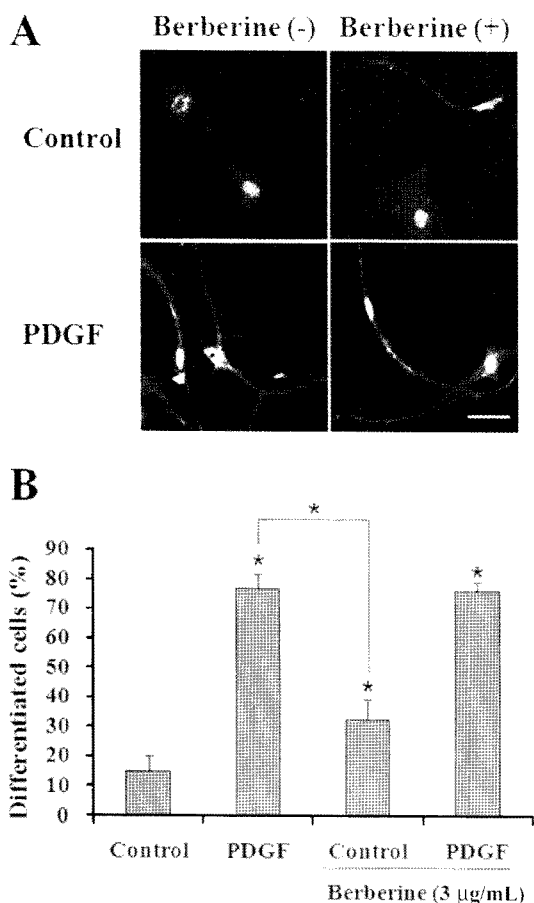 A
Berberine (-) Berberine (+)
Control
PDGF
B
*
* * *
Differentiated cells (%)
90
80
70
60
50
40
30
20
10
0
Control PDGF Control PDGF
Berberine (3 µg/mL)